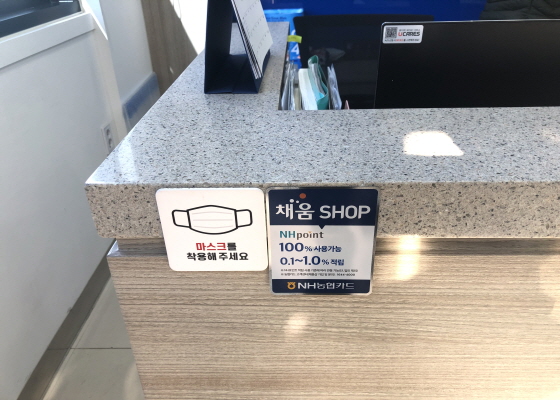 UCARES
마스크를
착용해 주세요
채움 SHOP
NHpoint
100% 사용가능
0.1~1.0% 적립
NH농협카드